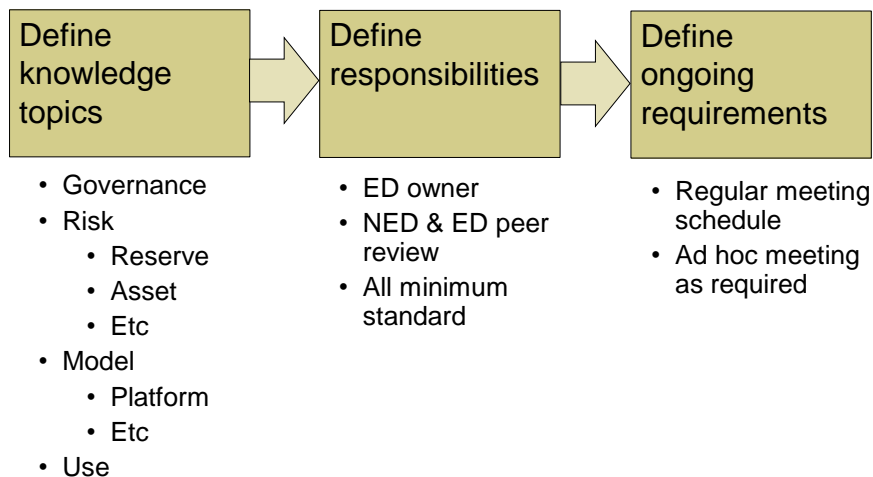 Define
knowledge
topics
• Governance
• Risk
• Reserve
• Asset
• Etc
• Model
• Platform
• Etc
• Use
Define
responsibilities
• ED owner
• NED & ED peer
review
• All minimum
standard
Define
ongoing
requirements
• Regular meeting
schedule
• Ad hoc meeting
as required